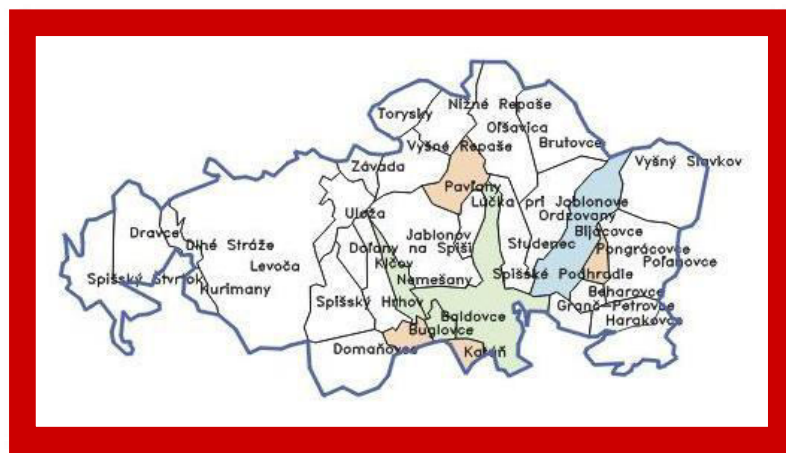 Torysky
Nižné Repaše
Oľšavica
Brutovce
Vyšné Repaše
Vyšný Slavkov
Závada
Pavľany
Lúčka pri Jablonove
Uloža
Ordzovany
Dravce
Bijacovce
Dlhé Stráže
Jablonov
Studenec
Doľany na Spiši
Pongrácovce
Poľanovce
Levoča
Klčov
Spišský Štvrtok
Nemešany
Spišské Podhradie
Kurimany
Beharovce
Spišský Hrhov
Granč-Petrovce
Baldovce
Harakovce
Buglovce
Domaňovce